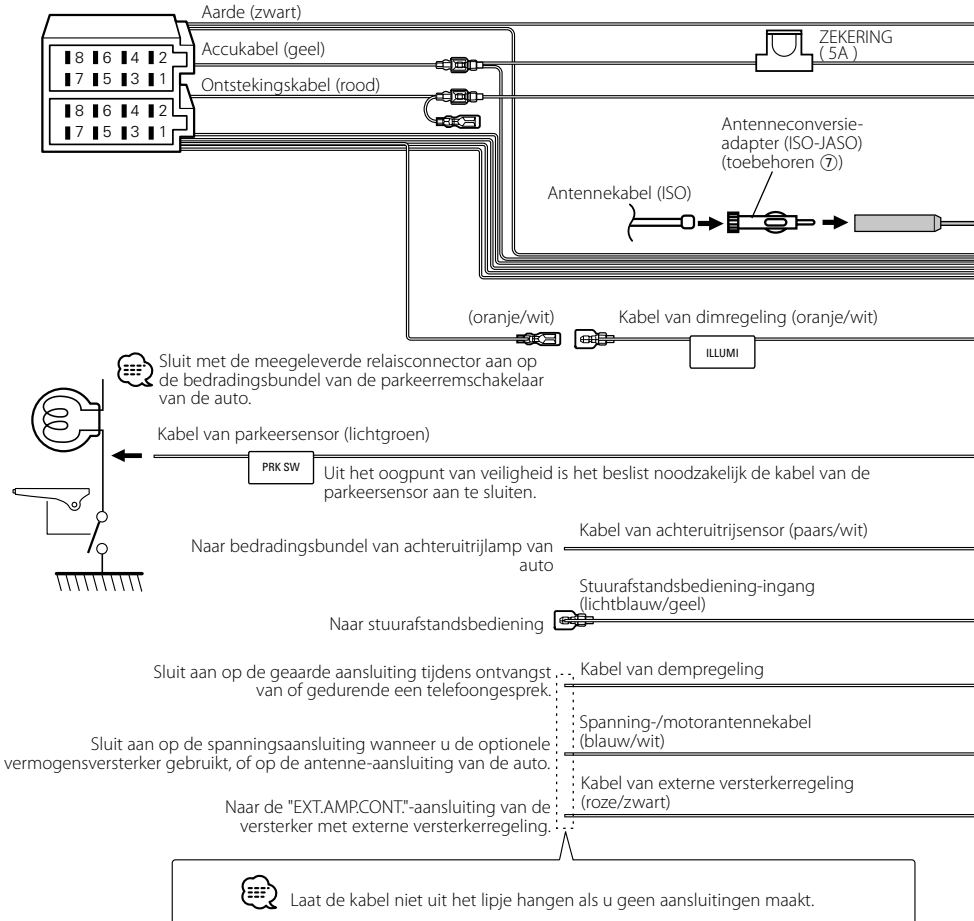 Aarde (zwart)
Accukabel (geel)
ZEKERING
( 5A )
8 6 4 2
7 5 3 1
Ontstekingskabel (rood)
8 6 4 2
7 5 3 1
Antenneconversie-
adapter (ISO-JASO)
(toebehoren ⑦)
Antennekabel (ISO)
(oranje/wit)
Kabel van dimregeling (oranje/wit)
ILLUMI
Sluit met de meegeleverde relaisconnector aan op
de bedradingsbundel van de parkeerremschakelaar
van de auto.
Kabel van parkeersensor (lichtgroen)
PRK SW
Uit het oogpunt van veiligheid is het beslist noodzakelijk de kabel van de
parkeersensor aan te sluiten.
Kabel van achteruitrijsensor (paars/wit)
Naar bedradingsbundel van achteruitrijlamp van
auto
Stuurafstandsbediening-ingang
(lichtblauw/geel)
Naar stuurafstandsbediening
Sluit aan op de geaarde aansluiting tijdens ontvangst
van of gedurende een telefoongesprek.
Kabel van dempregeling
Spanning-/motorantennekabel
(blauw/wit)
Sluit aan op de spanningsaansluiting wanneer u de optionele
vermogensversterker gebruikt, of op de antenne-aansluiting van de auto.
Kabel van externe versterkerregeling
(roze/zwart)
Naar de "EXT.AMP.CONT."-aansluiting van de
versterker met externe versterkerregeling.
Laat de kabel niet uit het lipje hangen als u geen aansluitingen maakt.